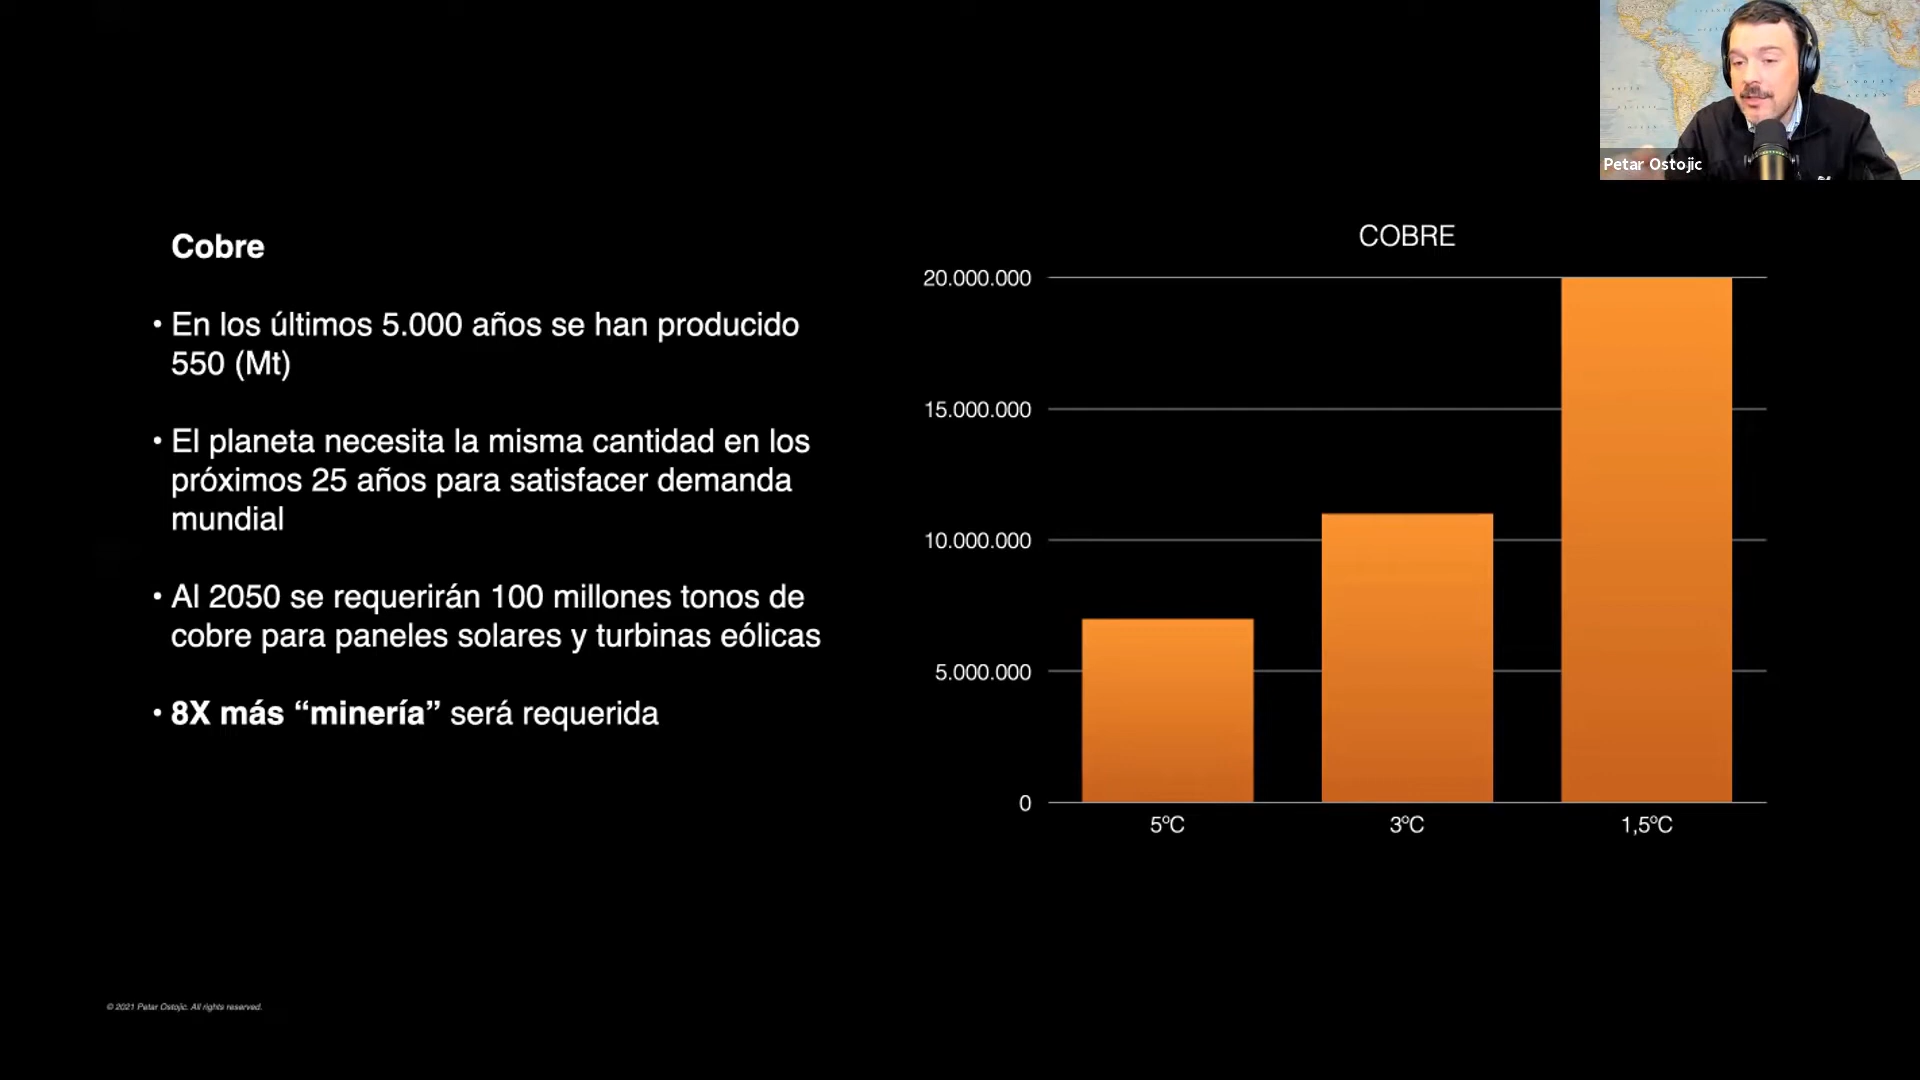 Petar Ostojic
Cobre
• En los últimos 5.000 años se han producido
550 (Mt)
• El planeta necesita la misma cantidad en los
próximos 25 años para satisfacer demanda
mundial
• Al 2050 se requerirán 100 millones tonos de
cobre para paneles solares y turbinas eólicas
• 8X más “minería” será requerida
COBRE
20.000.000
15.000.000
10.000.000
5.000.000
0
5ºC
3ºC
1,5ºC
© 2021 Petar Ostojic. All rights reserved.